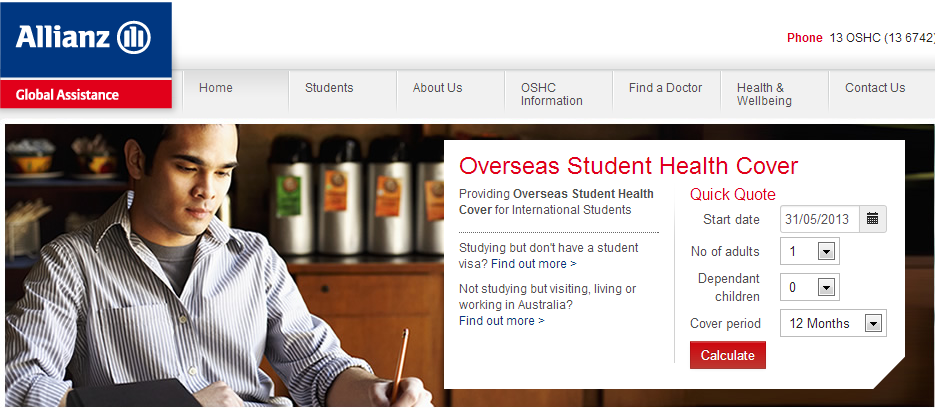 Allianz
Global Assistance
Phone 13 OSHC (13 6742)
Home
Students
About Us
OSHC
Information
Find a Doctor
Health &
Wellbeing
Contact Us
Overseas Student Health Cover
Providing Overseas Student Health
Cover for International Students
Studying but don't have a student
visa? Find out more >
Not studying but visiting, living or
working in Australia?
Find out more >
Quick Quote
Start date 31/05/2013
No of adults 1
Dependant
children 0
Cover period 12 Months
Calculate